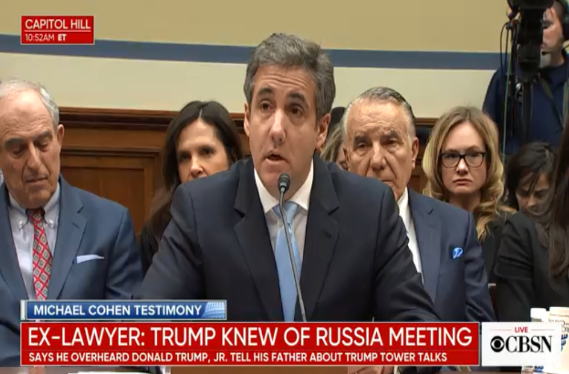 CAPITOL HILL
10:52AM ET
MICHAEL COHEN TESTIMONY
EX-LAWYER: TRUMP KNEW OF RUSSIA MEETING
SAYS HE OVERHEARD DONALD TRUMP, JR. TELL HIS FATHER ABOUT TRUMP TOWER TALKS
LIVE
CBSN
CBSN